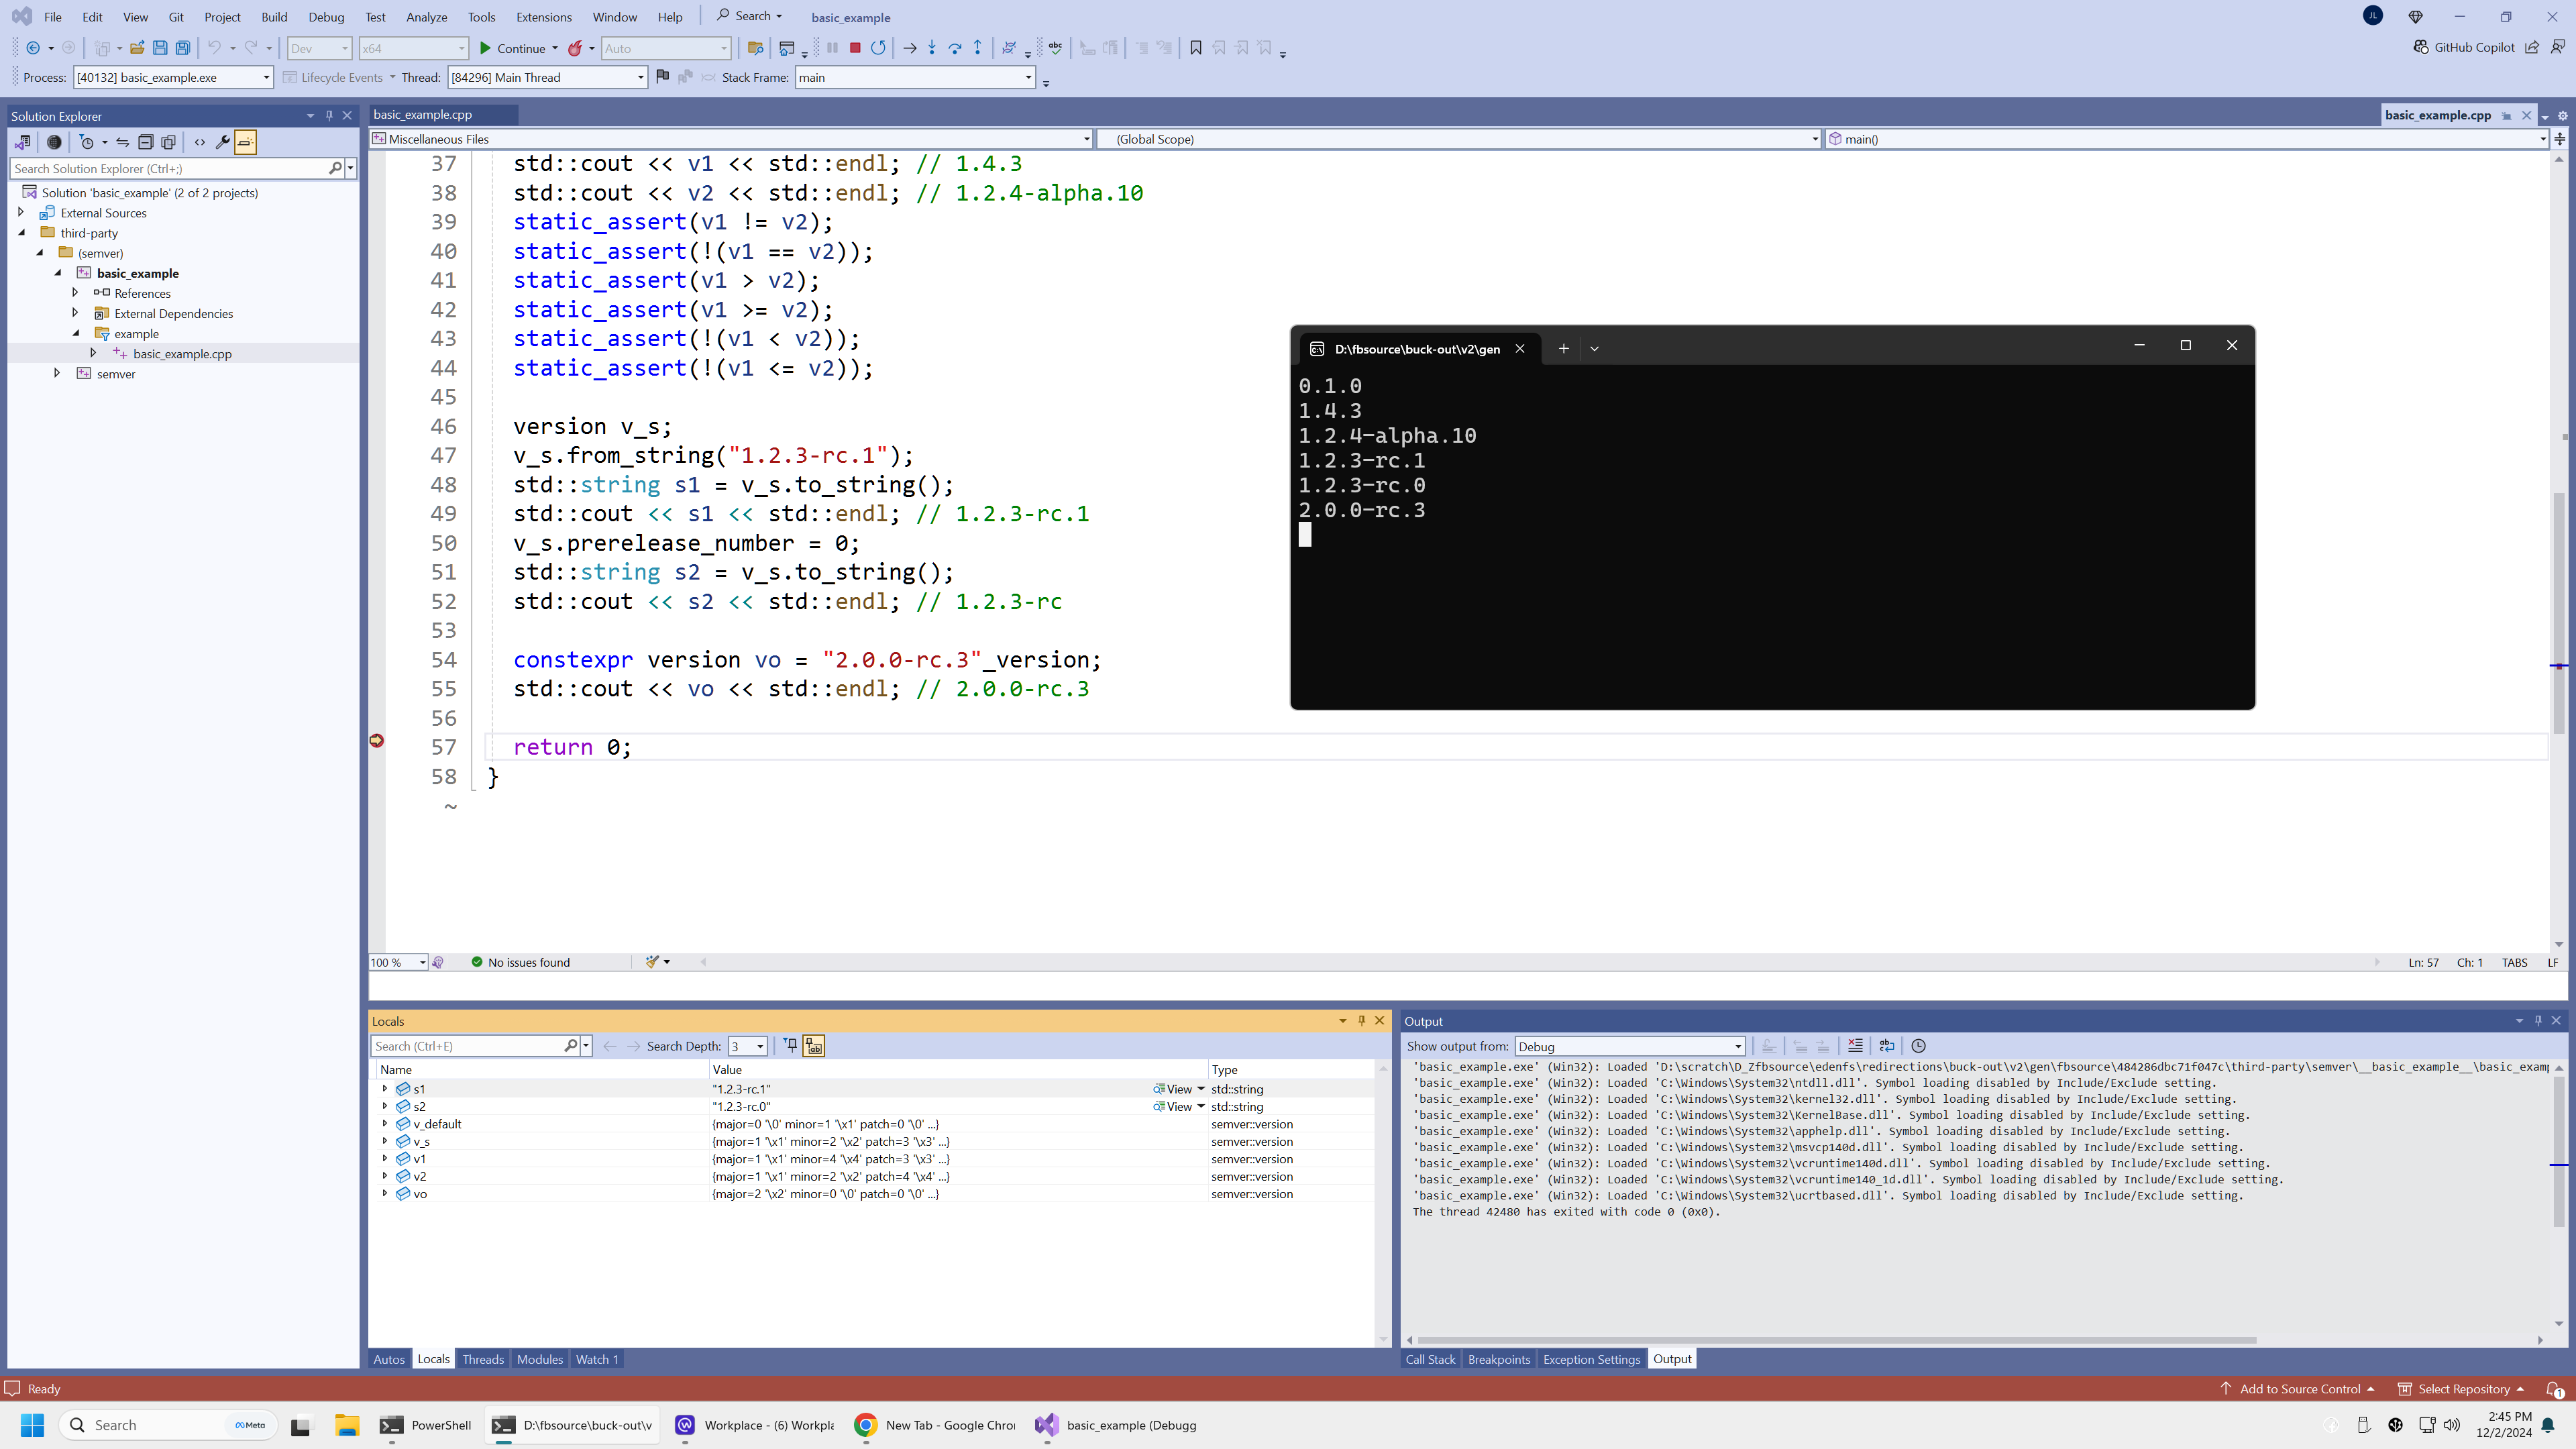 File Edit View Git Project Build Debug Test Analyze Tools Extensions Window Help Search basic_example JL
Dev x64 Continue Auto GitHub Copilot
Process: [40132] basic_example.exe Lifecycle Events Thread: [84296] Main Thread Stack Frame: main
Solution Explorer
Search Solution Explorer (Ctrl+;)
Solution 'basic_example' (2 of 2 projects)
External Sources
third-party
(semver)
basic_example
References
External Dependencies
example
basic_example.cpp
semver
basic_example.cpp basic_example.cpp
Miscellaneous Files (Global Scope) main()
37 std::cout << v1 << std::endl; // 1.4.3
38 std::cout << v2 << std::endl; // 1.2.4-alpha.10
39 static_assert(v1 != v2);
40 static_assert(!(v1 == v2));
41 static_assert(v1 > v2);
42 static_assert(v1 >= v2);
43 static_assert(!(v1 < v2));
44 static_assert(!(v1 <= v2));
45
46 version v_s;
47 v_s.from_string("1.2.3-rc.1");
48 std::string s1 = v_s.to_string();
49 std::cout << s1 << std::endl; // 1.2.3-rc.1
50 v_s.prerelease_number = 0;
51 std::string s2 = v_s.to_string();
52 std::cout << s2 << std::endl; // 1.2.3-rc
53
54 constexpr version vo = "2.0.0-rc.3"_version;
55 std::cout << vo << std::endl; // 2.0.0-rc.3
56
57 return 0;
58 }
~
D:\fbsource\buck-out\v2\gen
0.1.0
1.4.3
1.2.4-alpha.10
1.2.3-rc.1
1.2.3-rc.0
2.0.0-rc.3
100 % No issues found Ln: 57 Ch: 1 TABS LF
Locals
Search (Ctrl+E) Search Depth: 3
Name Value Type
s1 "1.2.3-rc.1" View std::string
s2 "1.2.3-rc.0" View std::string
v_default {major=0 '\0' minor=1 '\x1' patch=0 '\0' ...} semver::version
v_s {major=1 '\x1' minor=2 '\x2' patch=3 '\x3' ...} semver::version
v1 {major=1 '\x1' minor=4 '\x4' patch=3 '\x3' ...} semver::version
v2 {major=1 '\x1' minor=2 '\x2' patch=4 '\x4' ...} semver::version
vo {major=2 '\x2' minor=0 '\0' patch=0 '\0' ...} semver::version
Autos Locals Threads Modules Watch 1
Output
Show output from: Debug
'basic_example.exe' (Win32): Loaded 'D:\scratch\D_Zfbsource\edenfs\redirections\buck-out\v2\gen\fbsource\484286dbc71f047c\third-party\semver\__basic_example__\basic_exam
'basic_example.exe' (Win32): Loaded 'C:\Windows\System32\ntdll.dll'. Symbol loading disabled by Include/Exclude setting.
'basic_example.exe' (Win32): Loaded 'C:\Windows\System32\kernel32.dll'. Symbol loading disabled by Include/Exclude setting.
'basic_example.exe' (Win32): Loaded 'C:\Windows\System32\KernelBase.dll'. Symbol loading disabled by Include/Exclude setting.
'basic_example.exe' (Win32): Loaded 'C:\Windows\System32\apphelp.dll'. Symbol loading disabled by Include/Exclude setting.
'basic_example.exe' (Win32): Loaded 'C:\Windows\System32\msvcp140d.dll'. Symbol loading disabled by Include/Exclude setting.
'basic_example.exe' (Win32): Loaded 'C:\Windows\System32\vcruntime140d.dll'. Symbol loading disabled by Include/Exclude setting.
'basic_example.exe' (Win32): Loaded 'C:\Windows\System32\vcruntime140_1d.dll'. Symbol loading disabled by Include/Exclude setting.
'basic_example.exe' (Win32): Loaded 'C:\Windows\System32\ucrtbased.dll'. Symbol loading disabled by Include/Exclude setting.
The thread 42480 has exited with code 0 (0x0).
Call Stack Breakpoints Exception Settings Output
Ready Add to Source Control Select Repository 1
Search Meta PowerShell D:\fbsource\buck-out\v Workplace - (6) Workpla New Tab - Google Chro basic_example (Debugg
2:45 PM
12/2/2024